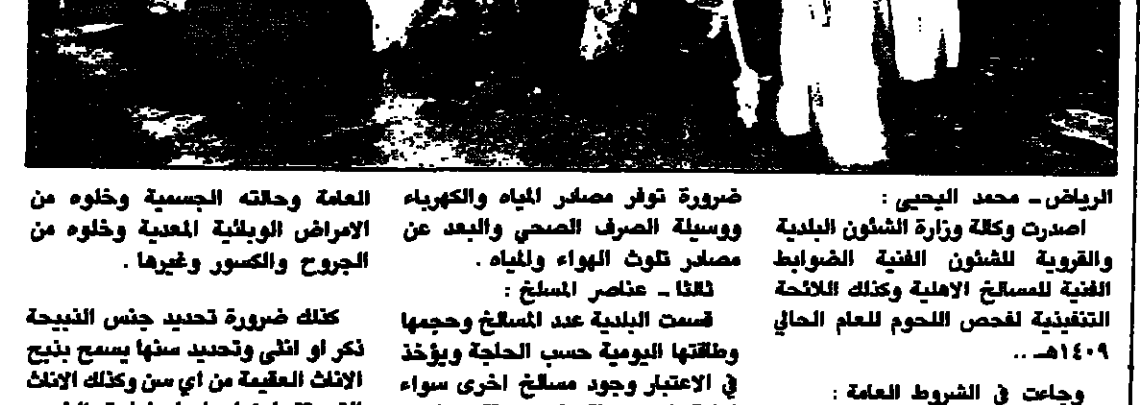 الرياض ـ محمد اليحيى :
اصدرت وكالة وزارة الشئون البلدية
والقروية للشئون الفنية الضوابط
الفنية للمسالخ الاهلية وكذلك اللائحة
التنفيذية لفحص اللحوم للعام الحالي
١٤٠٩هـ ..
وجاءت في الشروط العامة :
ضرورة توفر مصادر المياه والكهرباء
ووسيلة الصرف الصحي والبعد عن
مصادر تلوث الهواء والمياه .
ثالثا ـ عناصر المسلخ :
قسمت البلدية عدد المسالخ وحجمها
وطاقتها اليومية حسب الحاجة ويؤخذ
في الاعتبار وجود مسالخ اخرى سواء
العامة وحالته الجسمية وخلوه من
الامراض الوبائية المعدية وخلوه من
الجروح والكسور وغيرها .
كذلك ضرورة تحديد جنس الذبيحة
ذكر او انثى وتحديد سنها يسمح بذبح
الاناث العقيمة من اي سن وكذلك الاناث